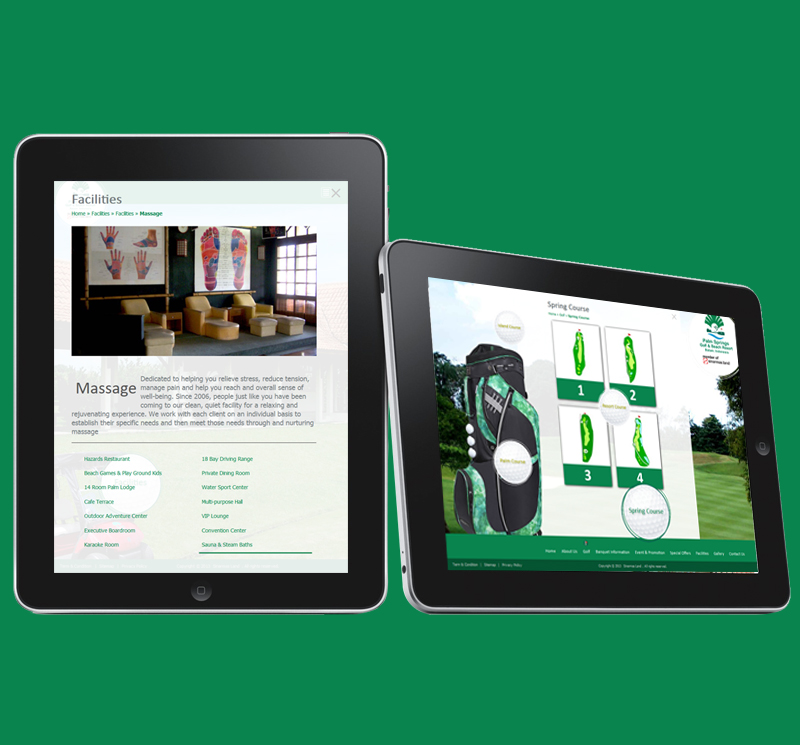 Facilities
Home » Facilities » Facilities » Massage
Massage
Dedicated to helping you relieve stress, reduce tension,
manage pain and help you reach and overall sense of
well-being. Since 2006, people just like you have been
coming to our clean, quiet facility for a relaxing and
rejuvenating experience. We work with each client on an individual basis to
establish their specific needs and then meet those needs through and nurturing
massage
Hazards Restaurant
Beach Games & Play Ground Kids
14 Room Palm Lodge
Cafe Terrace
Outdoor Adventure Center
Executive Boardroom
Karaoke Room
18 Bay Driving Range
Private Dining Room
Water Sport Center
Multi-purpose Hall
VIP Lounge
Convention Center
Sauna & Steam Baths
Spring Course
Home » Golf » Spring Course
Island Course
1
2
Resort Course
Palm Springs
Golf & Beach Resort
Batam Indonesia
member of
Palm Course
3
4
Spring Course
Home
About Us
Golf
Banquet Information
Event & Promotion
Special Offers
Facilities
Gallery
Contact Us
Term & Condition | Sitemap | Privacy Policy